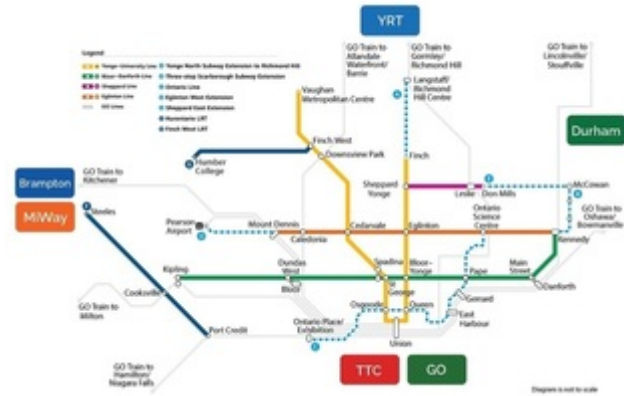 YRT
Legend
Yonge-University Line
Bloor-Danforth Line
Sheppard Line
Eglinton Line
GO Lines
Yonge North Subway Extension to Richmond Hill
Three-stop Scarborough Subway Extension
Ontario Line
Eglinton West Extension
Sheppard East Extension
Hurontario LRT
Finch West LRT
GO Train to
Allandale
Waterfront/
Barrie
GO Train to
Gormley/
Richmond Hill
GO Train to
Lincolnville/
Stouffville
Langstaff/
Richmond
Hill Centre
Vaughan
Metropolitan Centre
Durham
Finch West
Downsview Park
Finch
Humber
College
GO Train to
Kitchener
Brampton
MiWay
Steeles
Sheppard
Yonge
Leslie
Don Mills
McCowan
Pearson
Airport
Mount Dennis
Caledonia
Cedarvale
Eglinton
Ontario
Science
Centre
GO Train to
Oshawa/
Bowmanville
Kennedy
Kipling
Dundas
West
Bloor
Spadina
St
George
Bloor-
Yonge
Pape
Main
Street
Danforth
Cooksville
GO Train to
Milton
Osgoode
Queen
Gerrard
East
Harbour
Port Credit
Ontario Place/
Exhibition
Union
GO Train to
Hamilton/
Niagara Falls
TTC
GO
Diagram is not to scale